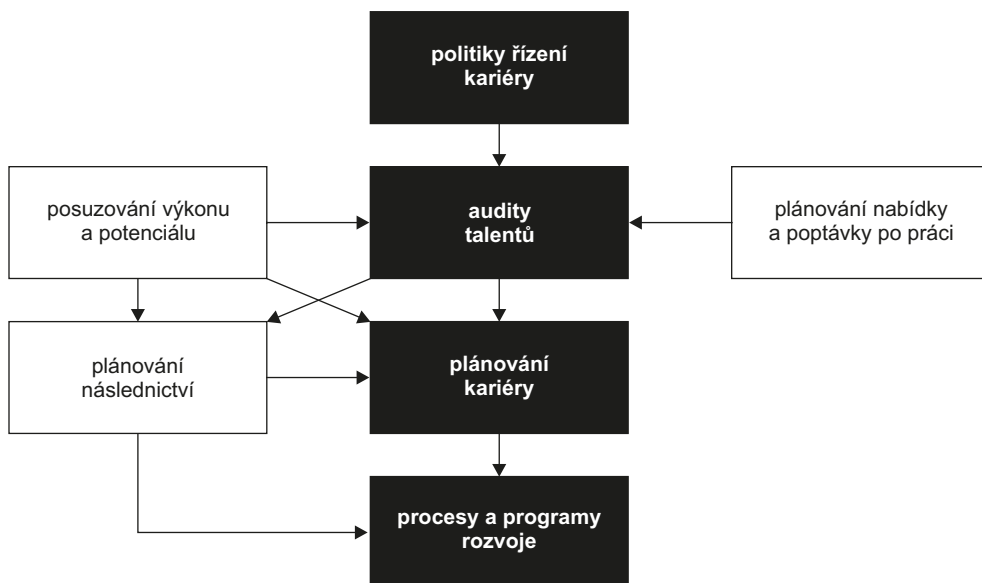 politiky řízení
kariéry
posuzování výkonu
a potenciálu
audity
talentů
plánování nabídky
a poptávky po práci
plánování
následnictví
plánování
kariéry
procesy a programy
rozvoje